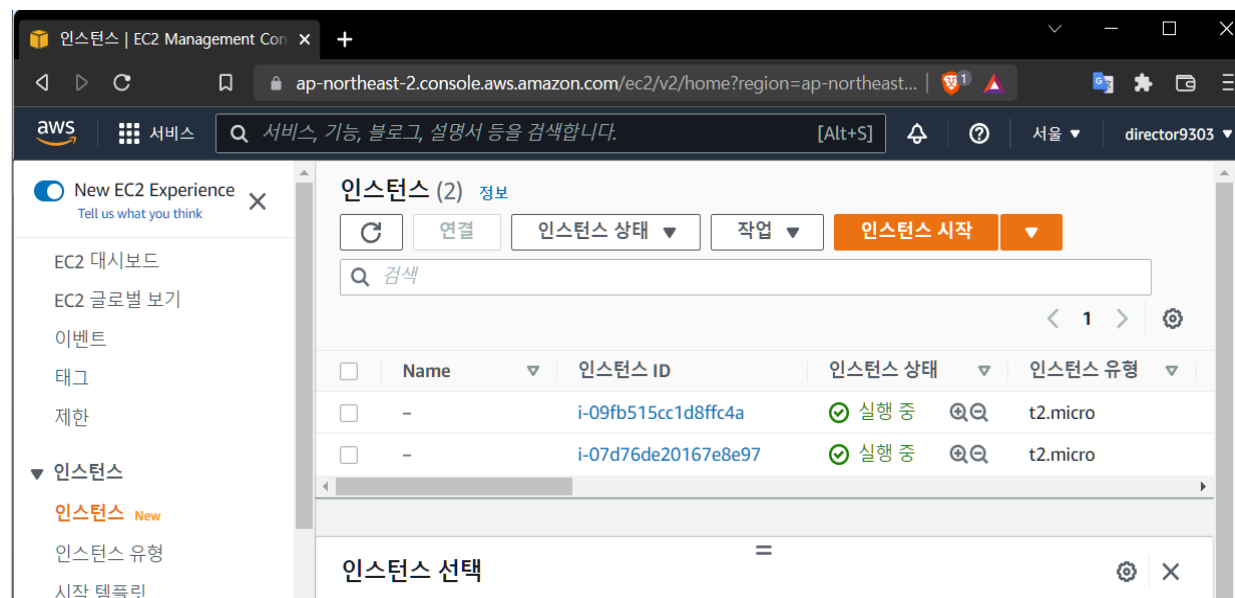 인스턴스 | EC2 Management Con
ap-northeast-2.console.aws.amazon.com/ec2/v2/home?region=ap-northeast...
1
aws 서비스 서비스, 기능, 블로그, 설명서 등을 검색합니다. [Alt+S] 서울 ▼ director9303 ▼
New EC2 Experience
Tell us what you think
EC2 대시보드
EC2 글로벌 보기
이벤트
태그
제한
▼ 인스턴스
인스턴스 New
인스턴스 유형
시작 템플릿
인스턴스 (2) 정보
연결 인스턴스 상태 ▼ 작업 ▼ 인스턴스 시작 ▼
검색
< 1 >
Name 인스턴스 ID 인스턴스 상태 인스턴스 유형
– i-09fb515cc1d8ffc4a 실행 중 t2.micro
– i-07d76de20167e8e97 실행 중 t2.micro
인스턴스 선택